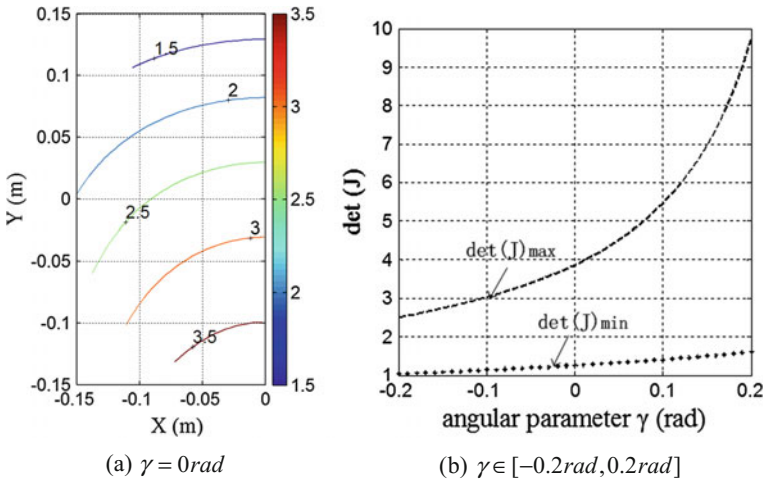 0.15
0.1
0.05
0
-0.05
-0.1
-0.15
Y (m)
-0.15 -0.1 -0.05 0
X (m)
1.5
2
2.5
3
3.5
3.5
3
2.5
2
1.5
(a) γ = 0rad
10
9
8
7
6
5
4
3
2
1
det (J)
det(J)max
det(J)min
-0.2 -0.1 0 0.1 0.2
angular parameter γ (rad)
(b) γ∈[−0.2rad,0.2rad]